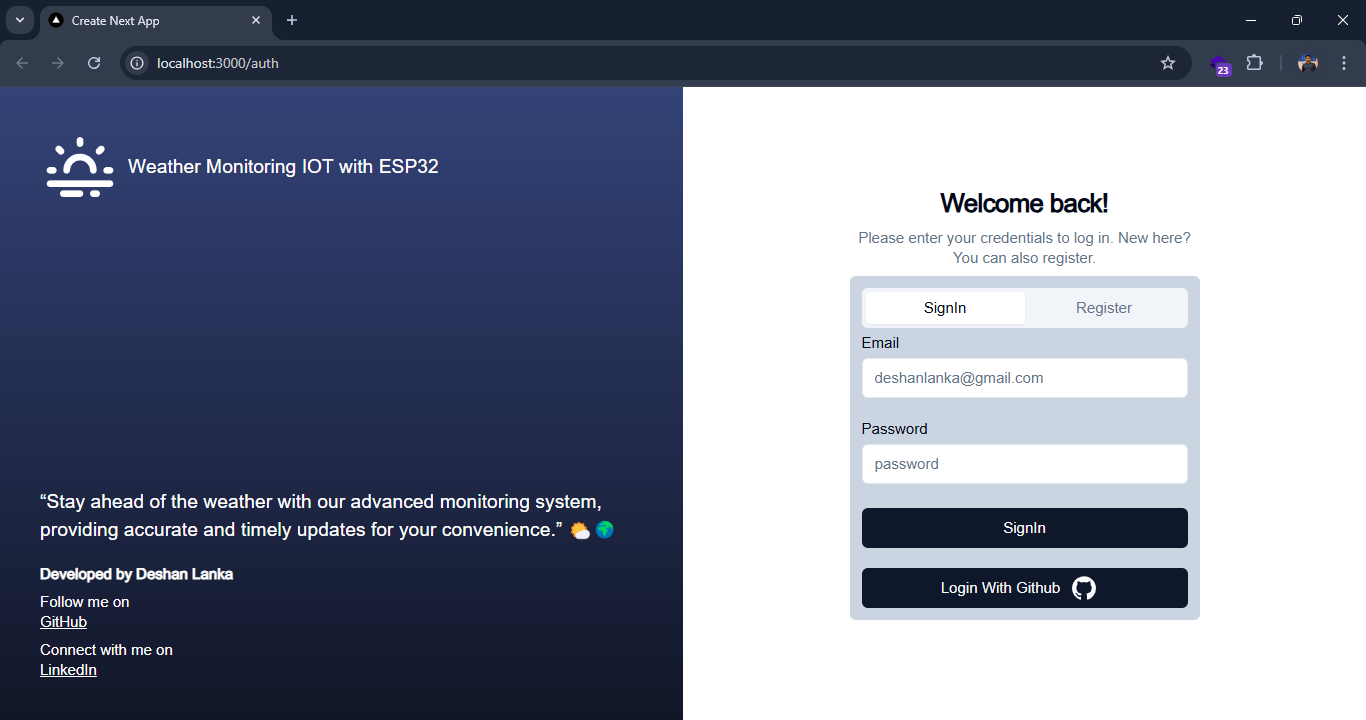 Create Next App
localhost:3000/auth
23
Weather Monitoring IOT with ESP32
“Stay ahead of the weather with our advanced monitoring system,
providing accurate and timely updates for your convenience.” 🌤️ 🌍
Developed by Deshan Lanka
Follow me on
GitHub
Connect with me on
LinkedIn
Welcome back!
Please enter your credentials to log in. New here?
You can also register.
SignIn
Register
Email
deshanlanka@gmail.com
Password
password
SignIn
Login With Github